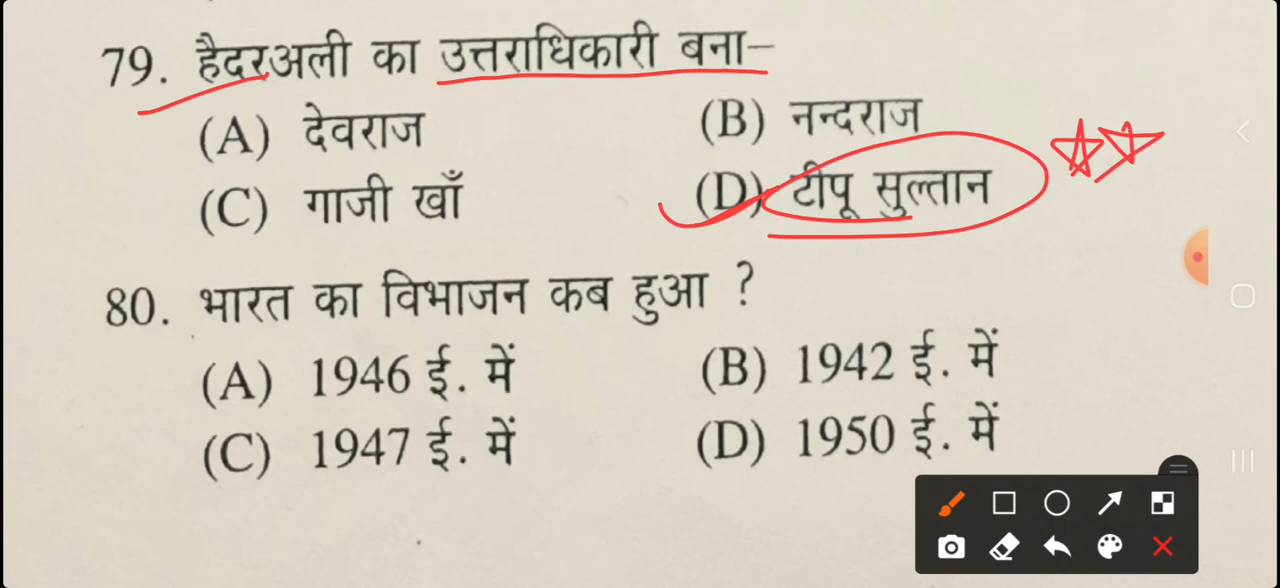 79. हैदरअली का उत्तराधिकारी बना–
(A) देवराज (B) नन्दराज
(C) गाजी खाँ (D) टीपू सुल्तान
80. भारत का विभाजन कब हुआ ?
(A) 1946 ई. में (B) 1942 ई. में
(C) 1947 ई. में (D) 1950 ई. में